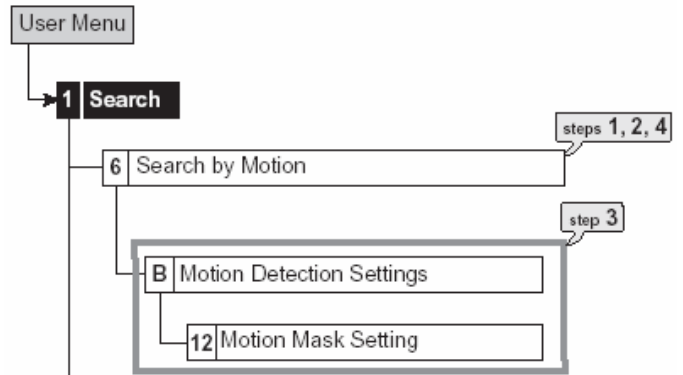 User Menu
1 Search
steps 1, 2, 4
6 Search by Motion
step 3
B Motion Detection Settings
12 Motion Mask Setting